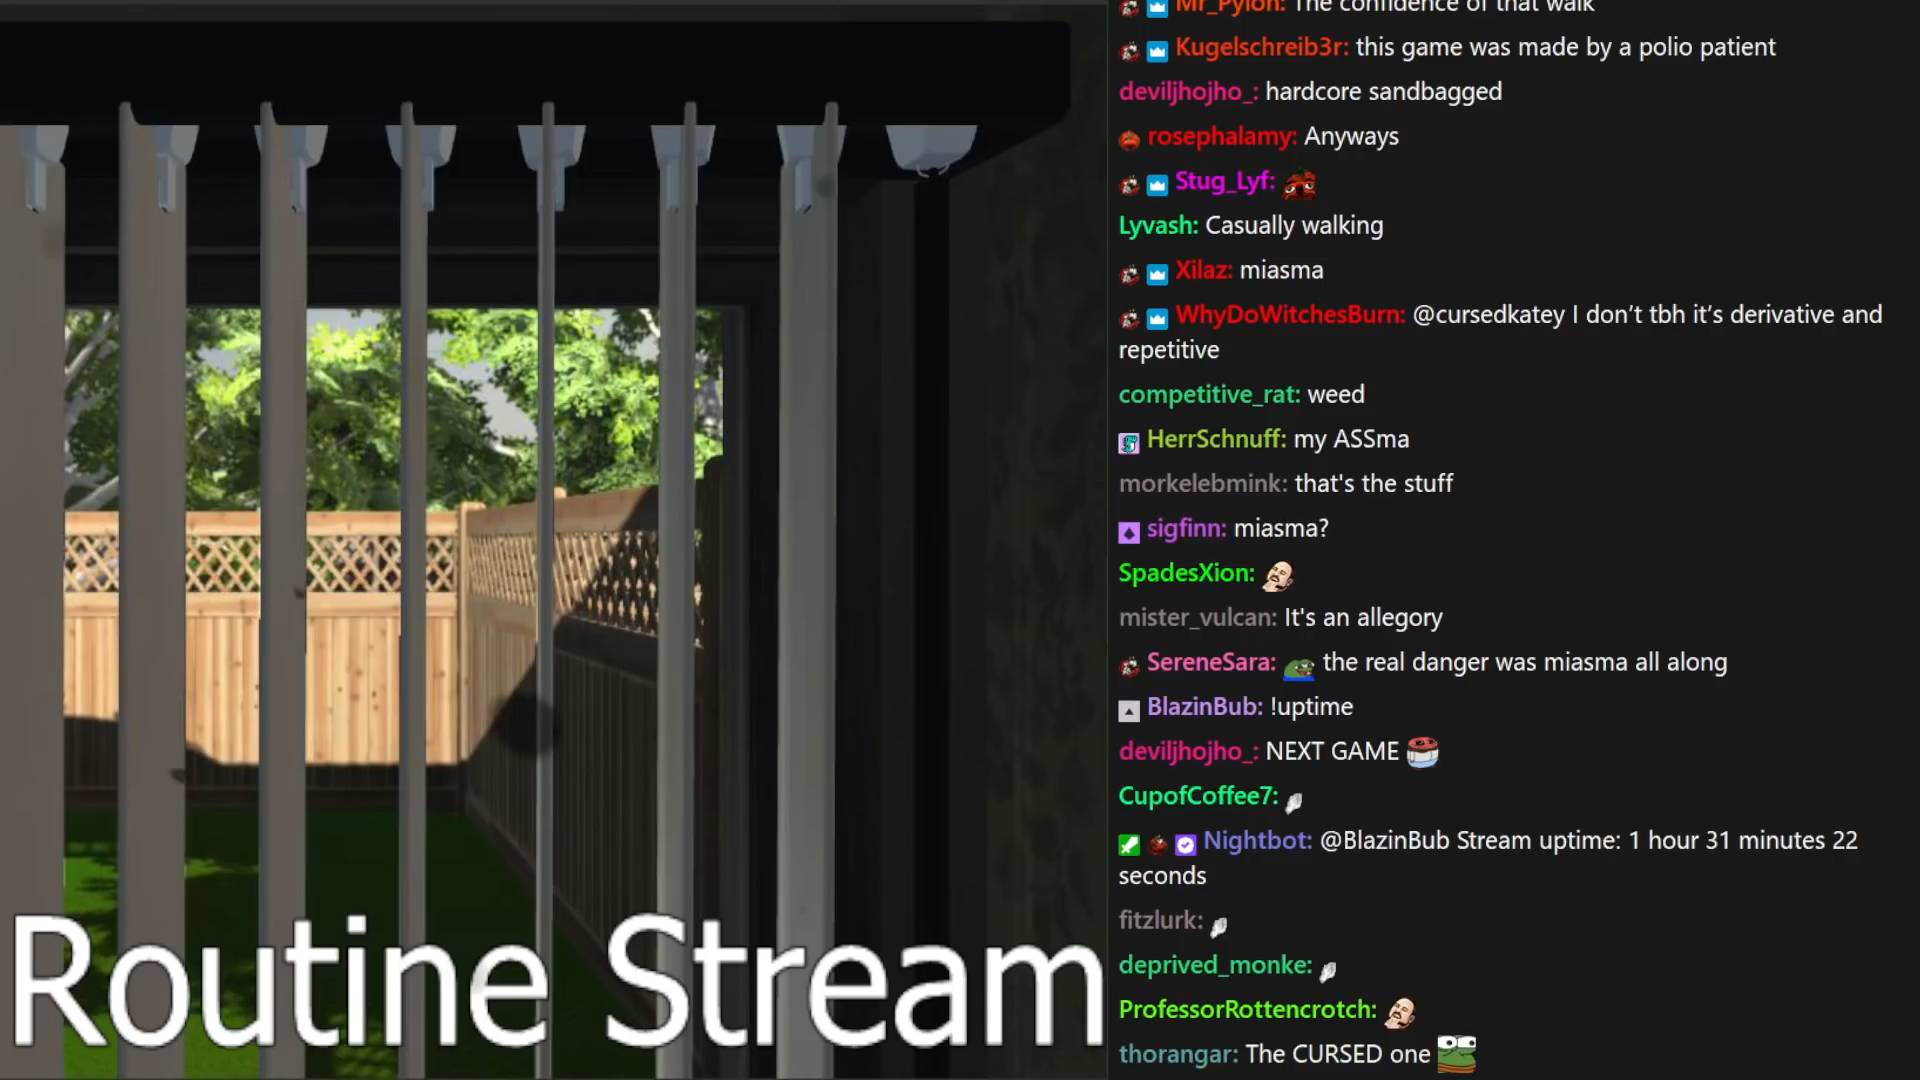 Mr_Pylon: The confidence of that walk
Kugelschreib3r: this game was made by a polio patient
deviljhojho_: hardcore sandbagged
rosephalamy: Anyways
Stug_Lyf:
Lyvash: Casually walking
Xilaz: miasma
WhyDoWitchesBurn: @cursedkatey I don’t tbh it’s derivative and
repetitive
competitive_rat: weed
HerrSchnuff: my ASSma
morkelebmink: that's the stuff
sigfinn: miasma?
SpadesXion:
mister_vulcan: It's an allegory
SereneSara: the real danger was miasma all along
BlazinBub: !uptime
deviljhojho_: NEXT GAME
CupofCoffee7:
Nightbot: @BlazinBub Stream uptime: 1 hour 31 minutes 22
seconds
fitzlurk:
deprived_monke:
ProfessorRottencrotch:
thorangar: The CURSED one
Routine Stream